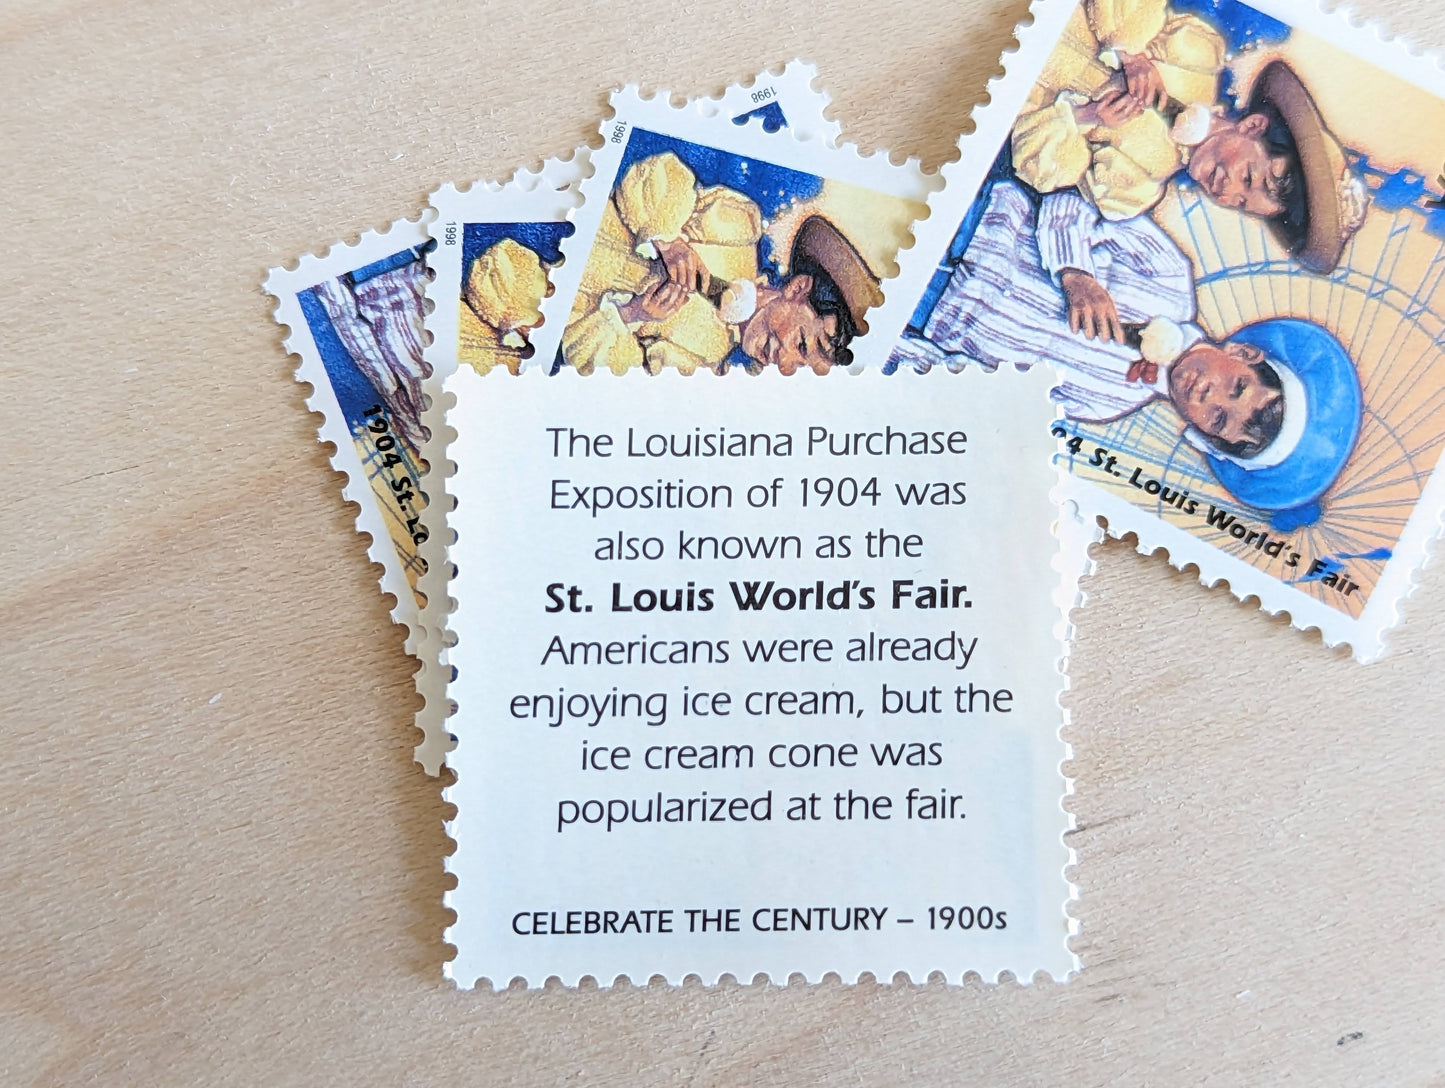 1998
1998
1998
1904 St. Lo
04 St. Louis World's Fair
The Louisiana Purchase
Exposition of 1904 was
also known as the
St. Louis World's Fair.
Americans were already
enjoying ice cream, but the
ice cream cone was
popularized at the fair.
CELEBRATE THE CENTURY – 1900s